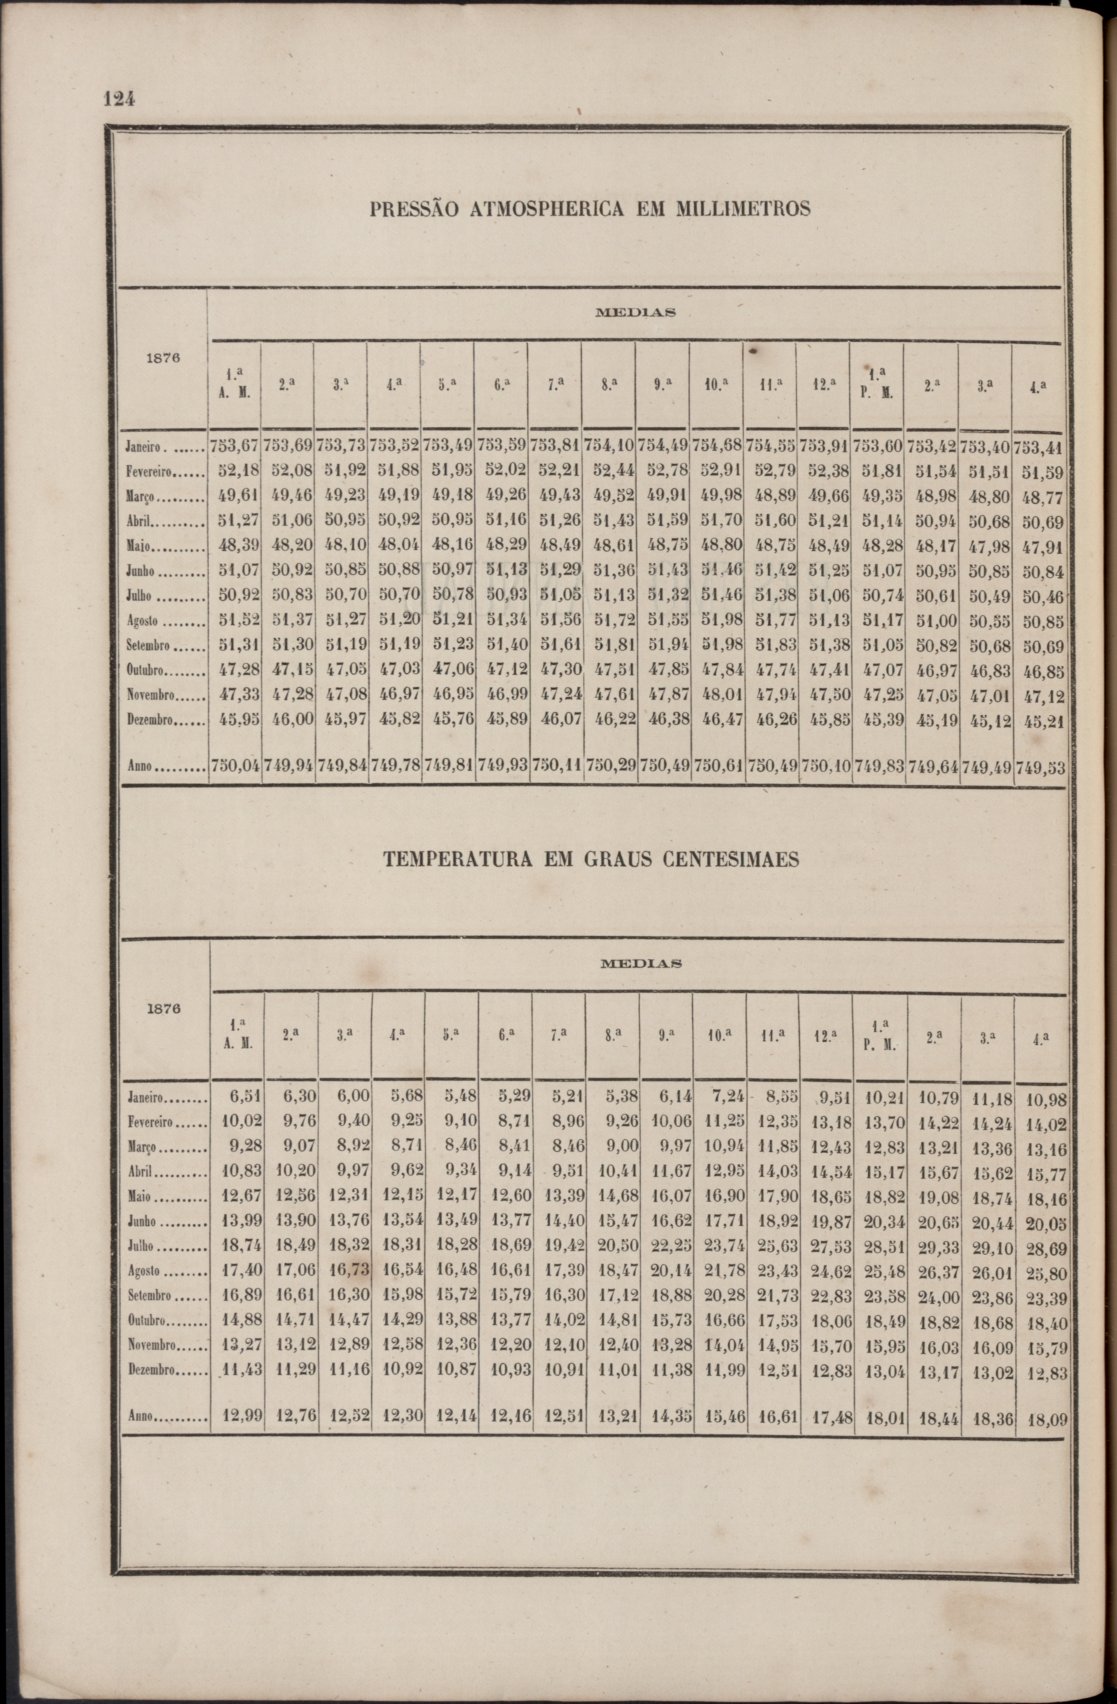 124
PRESSÃO ATMOSPHERICA EM MILLIMETROS
1876 MEDIAS
1.ª A. M. 2.ª 3.ª 4.ª 5.ª 6.ª 7.ª 8.ª 9.ª 10.ª 11.ª 12.ª 1.ª P. M. 2.ª 3.ª 4.ª
Janeiro. ...... 753,67 753,69 753,73 753,52 753,49 753,59 753,81 754,10 754,49 754,68 754,55 753,91 753,60 753,42 753,40 753,41
Fevereiro...... 52,18 52,08 51,92 51,88 51,95 52,02 52,21 52,44 52,78 52,91 52,79 52,38 51,81 51,54 51,51 51,59
Março.......... 49,61 49,46 49,23 49,19 49,18 49,26 49,43 49,52 49,91 49,98 48,89 49,66 49,35 48,98 48,80 48,77
Abril........... 51,27 51,06 50,95 50,92 50,95 51,16 51,26 51,43 51,59 51,70 51,60 51,21 51,14 50,94 50,68 50,69
Maio........... 48,39 48,20 48,10 48,04 48,16 48,29 48,49 48,61 48,75 48,80 48,75 48,49 48,28 48,17 47,98 47,91
Junho ......... 51,07 50,92 50,85 50,88 50,97 51,13 51,29 51,36 51,43 51,46 51,42 51,25 51,07 50,95 50,85 50,84
Julho .......... 50,92 50,83 50,70 50,70 50,78 50,93 51,05 51,13 51,32 51,46 51,38 51,06 50,74 50,61 50,49 50,46
Agosto ........ 51,52 51,37 51,27 51,20 51,21 51,34 51,56 51,72 51,55 51,98 51,77 51,13 51,17 51,00 50,55 50,85
Setembro ...... 51,31 51,30 51,19 51,19 51,23 51,40 51,61 51,81 51,94 51,98 51,83 51,38 51,05 50,82 50,68 50,69
Outubro........ 47,28 47,15 47,05 47,03 47,06 47,12 47,30 47,51 47,85 47,84 47,74 47,41 47,07 46,97 46,83 46,85
Novembro...... 47,33 47,28 47,08 46,97 46,95 46,99 47,24 47,61 47,87 48,01 47,94 47,50 47,25 47,05 47,01 47,12
Dezembro...... 45,95 46,00 45,97 45,82 45,76 45,89 46,07 46,22 46,38 46,47 46,26 45,85 45,39 45,19 45,12 45,21
Anno.......... 750,04 749,94 749,84 749,78 749,81 749,93 750,11 750,29 750,49 750,61 750,49 750,10 749,83 749,64 749,49 749,53
TEMPERATURA EM GRAUS CENTESIMAES
1876 MEDIAS
1.ª A. M. 2.ª 3.ª 4.ª 5.ª 6.ª 7.ª 8.ª 9.ª 10.ª 11.ª 12.ª 1.ª P. M. 2.ª 3.ª 4.ª
Janeiro........ 6,51 6,30 6,00 5,68 5,48 5,29 5,21 5,38 6,14 7,24 8,55 9,51 10,21 10,79 11,18 10,98
Fevereiro...... 10,02 9,76 9,40 9,25 9,10 8,71 8,96 9,26 10,06 11,25 12,35 13,18 13,70 14,22 14,24 14,02
Março......... 9,28 9,07 8,92 8,71 8,46 8,41 8,46 9,00 9,97 10,94 11,85 12,43 12,83 13,21 13,36 13,16
Abril.......... 10,83 10,20 9,97 9,62 9,34 9,14 9,51 10,41 11,67 12,95 14,03 14,54 15,17 15,67 15,62 15,77
Maio .......... 12,67 12,56 12,31 12,15 12,17 12,60 13,39 14,68 16,07 16,90 17,90 18,65 18,82 19,08 18,74 18,16
Junho ......... 13,99 13,90 13,76 13,54 13,49 13,77 14,40 15,47 16,62 17,71 18,92 19,87 20,34 20,65 20,44 20,05
Julho ......... 18,74 18,49 18,32 18,31 18,28 18,69 19,42 20,50 22,25 23,74 25,63 27,53 28,51 29,33 29,10 28,69
Agosto ........ 17,40 17,06 16,73 16,54 16,48 16,61 17,39 18,47 20,14 21,78 23,43 24,62 25,48 26,37 26,01 25,80
Setembro ...... 16,89 16,61 16,30 15,98 15,72 15,79 16,30 17,12 18,88 20,28 21,73 22,83 23,58 24,00 23,86 23,39
Outubro........ 14,88 14,71 14,47 14,29 13,88 13,77 14,02 14,81 15,73 16,66 17,53 18,06 18,49 18,82 18,68 18,40
Novembro...... 13,27 13,12 12,89 12,58 12,36 12,20 12,10 12,40 13,28 14,04 14,95 15,70 15,95 16,03 16,09 15,79
Dezembro...... 11,43 11,29 11,16 10,92 10,87 10,93 10,91 11,01 11,38 11,99 12,51 12,83 13,04 13,17 13,02 12,83
Anno.......... 12,99 12,76 12,52 12,30 12,14 12,16 12,51 13,21 14,35 15,46 16,61 17,48 18,01 18,44 18,36 18,09